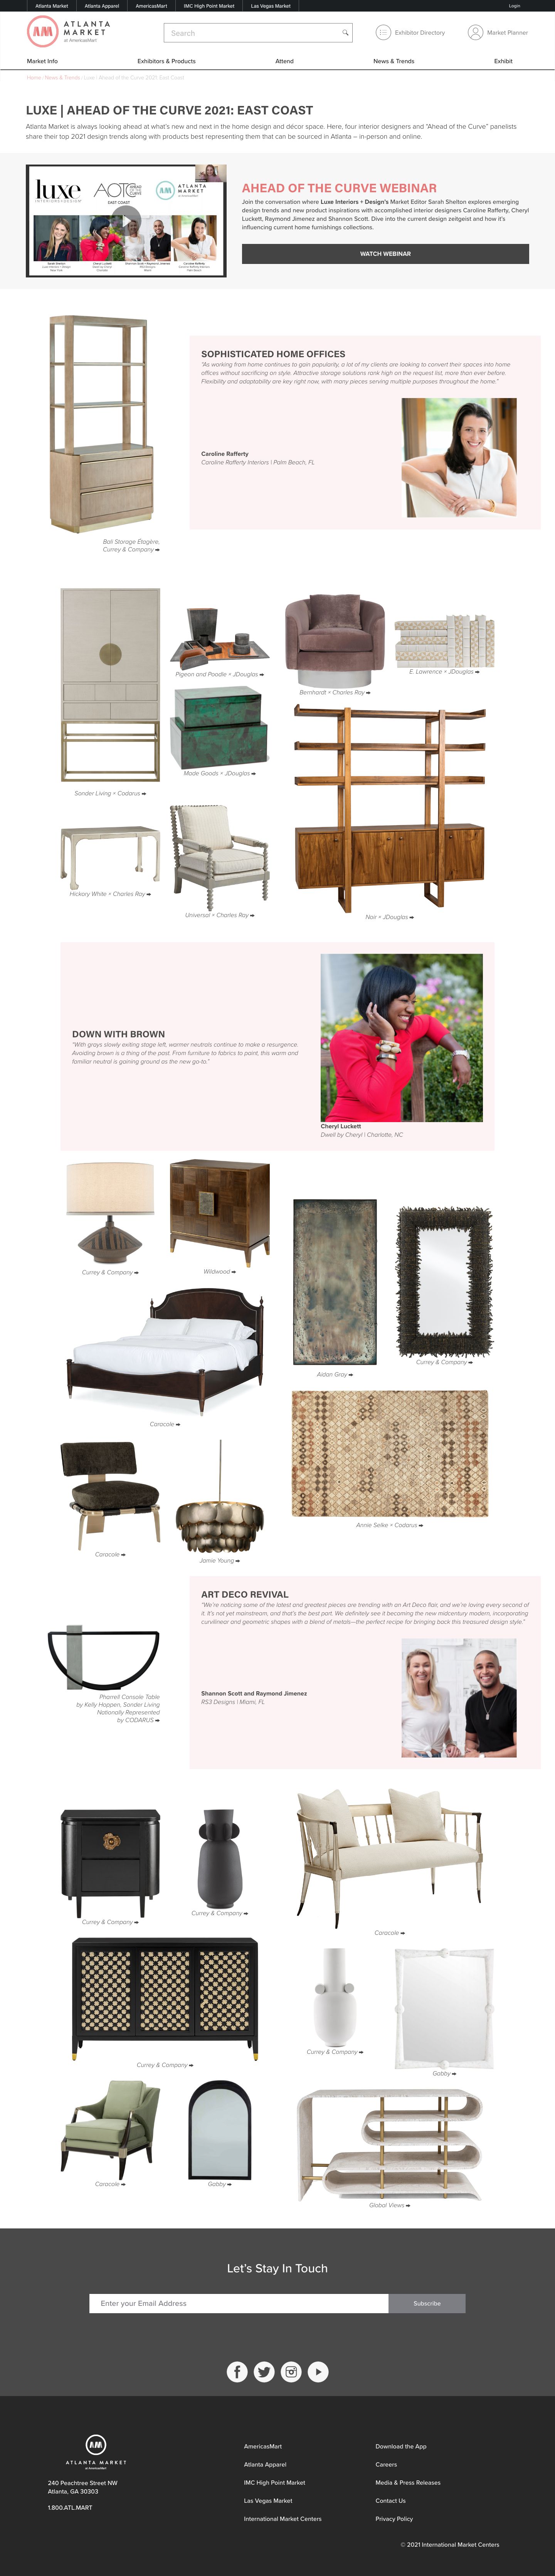 Atlanta Market
Atlanta Apparel
AmericasMart
IMC High Point Market
Las Vegas Market
Login
AM
ATLANTA
MARKET
at AmericasMart
Search
Exhibitor Directory
Market Planner
Market Info
Exhibitors & Products
Attend
News & Trends
Exhibit
Home | News & Trends | Luxe | Ahead of the Curve 2021: East Coast
LUXE | AHEAD OF THE CURVE 2021: EAST COAST
Atlanta Market is always looking ahead at what's new and next in the home design and décor space. Here, four interior designers and "Ahead of the Curve" panelists
share their top 2021 design trends along with products best representing them that can be sourced in Atlanta – in-person and online.
luxe
INTERIORS+DESIGN
AOTC
AHEAD
OF THE
CURVE
EAST COAST
AM
ATLANTA
MARKET
AHEAD OF THE CURVE WEBINAR
Join the conversation where Luxe Interiors + Design's Market Editor Sarah Shelton explores emerging
design trends and new product inspirations with accomplished interior designers Caroline Rafferty, Cheryl
Luckett, Raymond Jimenez and Shannon Scott. Dive into the current design zeitgeist and how it's
influencing current home furnishings collections.
WATCH WEBINAR
SOPHISTICATED HOME OFFICES
"As working from home continues to gain popularity, a lot of my clients are looking to convert their spaces into home
offices without sacrificing on style. Attractive storage solutions rank high on the request list, more than ever before.
Flexibility and adaptability are key right now, with many pieces serving multiple purposes throughout the home."
Caroline Rafferty
Caroline Rafferty Interiors | Palm Beach, FL
Bali Storage Étagère,
Currey & Company ➡
Pigeon and Poodle × JDouglas ➡
Bernhardt × Charles Ray ➡
E. Lawrence × JDouglas ➡
Made Goods × JDouglas ➡
Sonder Living × Codarus ➡
Hickory White × Charles Ray ➡
Universal × Charles Ray ➡
Noir × JDouglas ➡
DOWN WITH BROWN
"With grays slowly exiting stage left, warmer neutrals continue to make a resurgence.
Avoiding brown is a thing of the past. From furniture to fabrics to paint, this warm and
familiar neutral is gaining ground as the new go-to."
Cheryl Luckett
Dwell by Cheryl | Charlotte, NC
Currey & Company ➡
Wildwood ➡
Aidan Gray ➡
Currey & Company ➡
Caracole ➡
Annie Selke × Codarus ➡
Caracole ➡
Jamie Young ➡
ART DECO REVIVAL
"We're noticing some of the latest and greatest pieces are trending with an Art Deco flair, and we're loving every second of
it. It's not yet mainstream, and that's the best part. We definitely see it becoming the new midcentury modern, incorporating
curvilinear and geometric shapes with a blend of metals—the perfect recipe for bringing back this treasured design style."
Shannon Scott and Raymond Jimenez
RS3 Designs | Miami, FL
Pharrell Console Table
by Kelly Hoppen, Sonder Living
Nationally Represented
by CODARUS ➡
Currey & Company ➡
Currey & Company ➡
Caracole ➡
Currey & Company ➡
Currey & Company ➡
Gabby ➡
Caracole ➡
Gabby ➡
Global Views ➡
Let's Stay In Touch
Enter your Email Address
Subscribe
AM
ATLANTA MARKET
at AmericasMart
240 Peachtree Street NW
Atlanta, GA 30303
1.800.ATL.MART
AmericasMart
Atlanta Apparel
IMC High Point Market
Las Vegas Market
International Market Centers
Download the App
Careers
Media & Press Releases
Contact Us
Privacy Policy
© 2021 International Market Centers